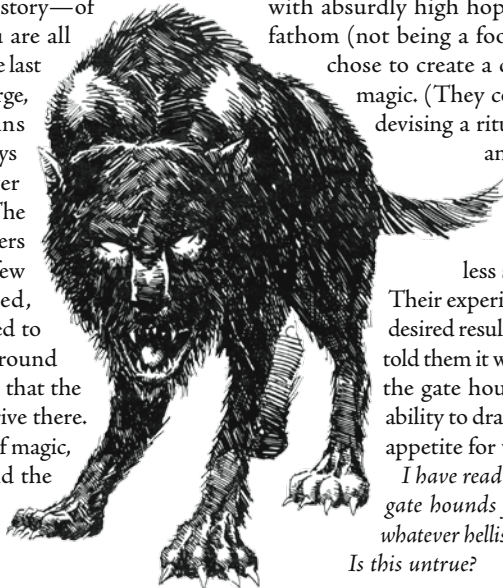 story—of
u are all
e last
rge,
ns
ys
er
The
ers
few
ed,
ed to
round
that the
ive there.
f magic,
d the
with absurdly high hop
fathom (not being a foo
chose to create a
magic. (They co
devising a ritu
an
less
Their experi
desired resul
told them it w
the gate hou
ability to dra
appetite for
I have read
gate hounds
whatever hellis
Is this untrue?